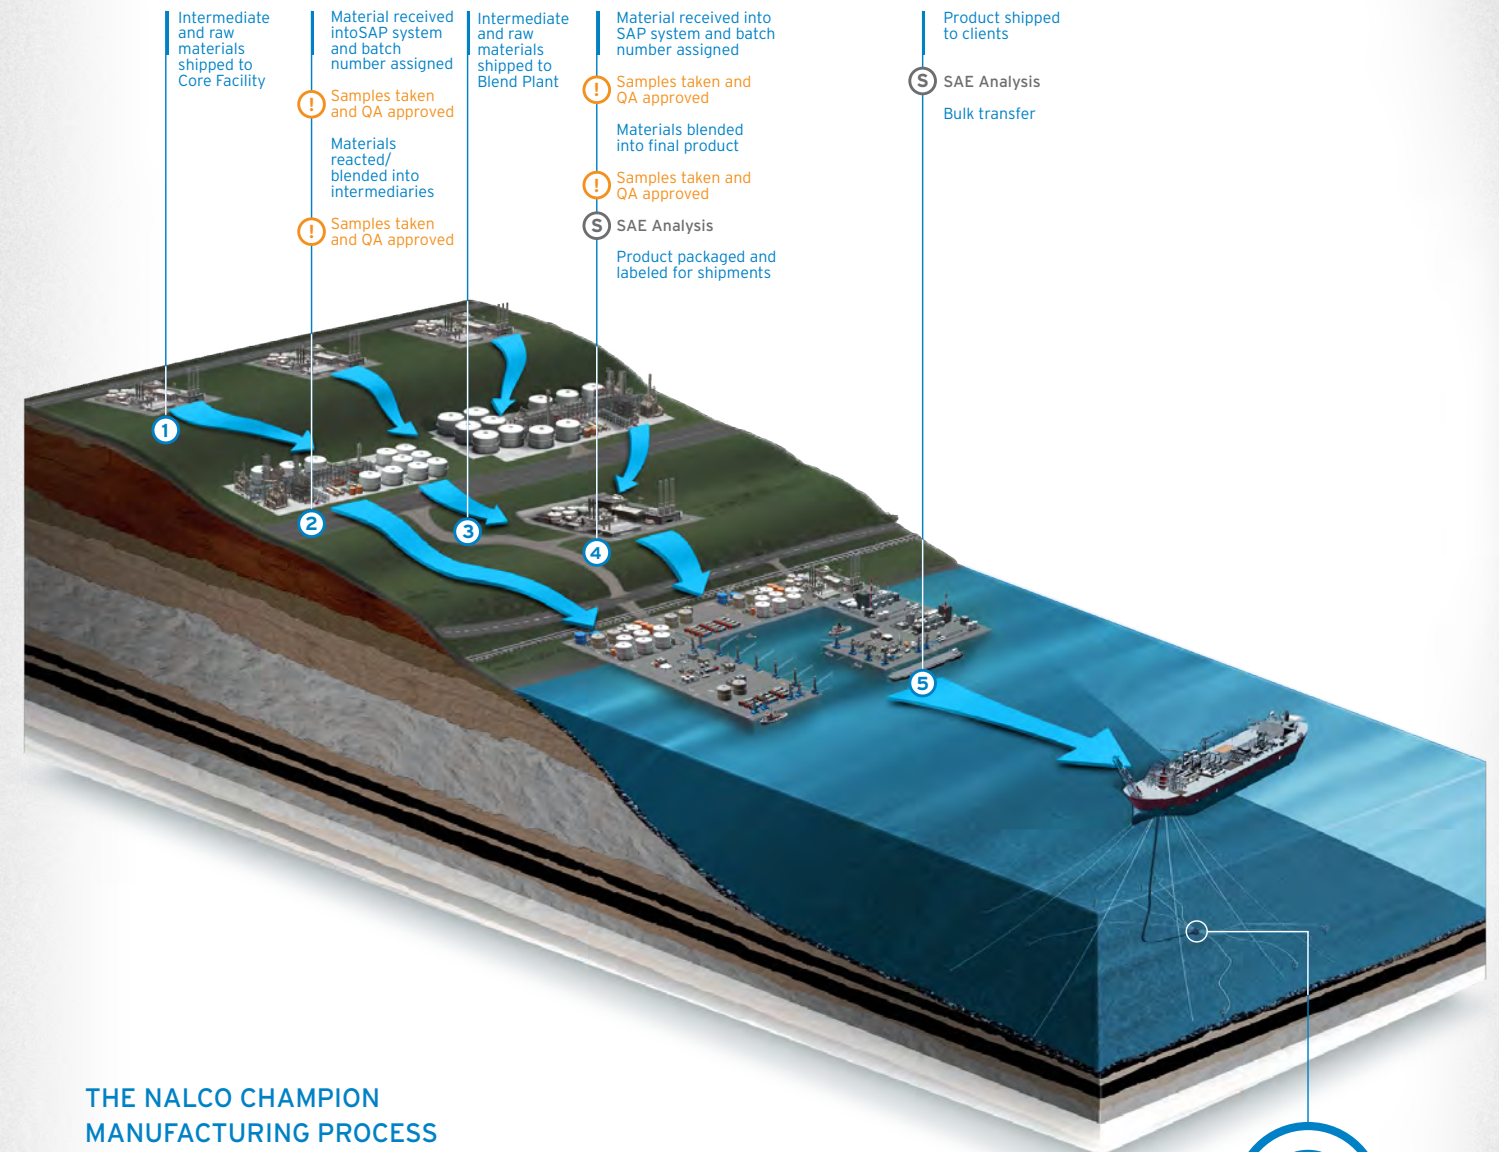 Intermediate
and raw
materials
shipped to
Core Facility
Material received
intoSAP system
and batch
number assigned
!
Samples taken
and QA approved
Materials
reacted/
blended into
intermediaries
!
Samples taken
and QA approved
Intermediate
and raw
materials
shipped to
Blend Plant
Material received into
SAP system and batch
number assigned
!
Samples taken and
QA approved
Materials blended
into final product
!
Samples taken and
QA approved
S
SAE Analysis
Product packaged and
labeled for shipments
Product shipped
to clients
S
SAE Analysis
Bulk transfer
1
2
3
4
5
THE NALCO CHAMPION
MANUFACTURING PROCESS